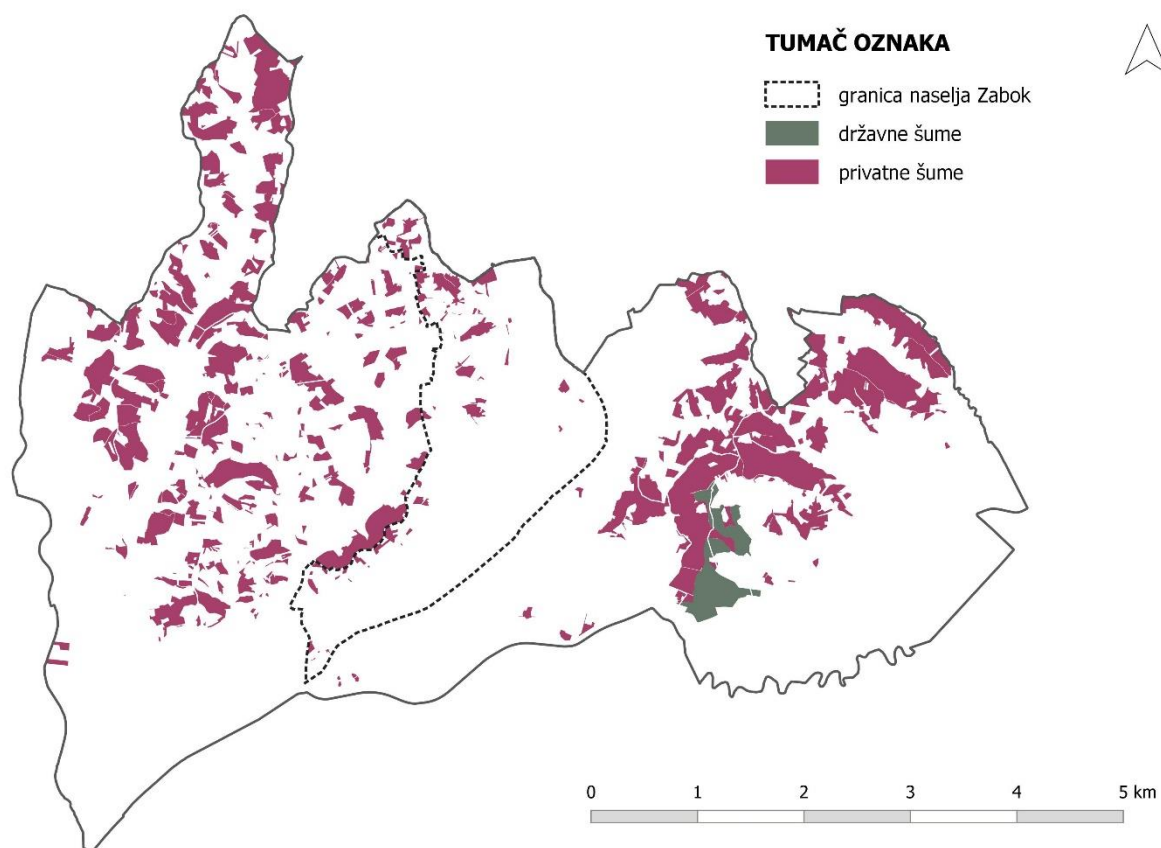 TUMAČ OZNAKA
granica naselja Zabok
državne šume
privatne šume
0 1 2 3 4 5 km